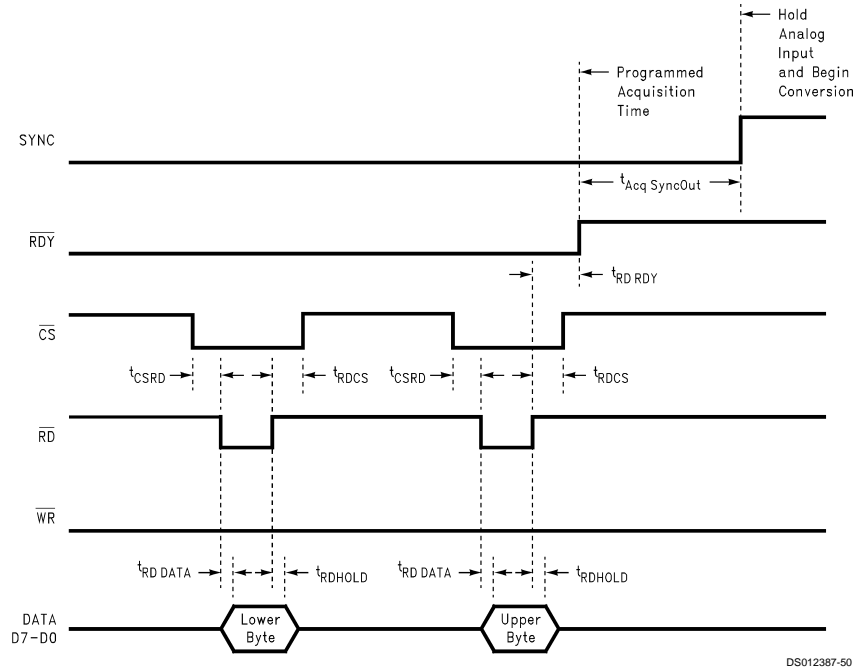 Hold
Analog
Input
and Begin
Conversion
Programmed
Acquisition
Time
SYNC
tAcq SyncOut
RDY
tRD RDY
CS
tCSRD
tRDCS
tCSRD
tRDCS
RD
WR
tRD DATA
tRDHOLD
tRD DATA
tRDHOLD
DATA
D7-D0
Lower
Byte
Upper
Byte
DS012387-50